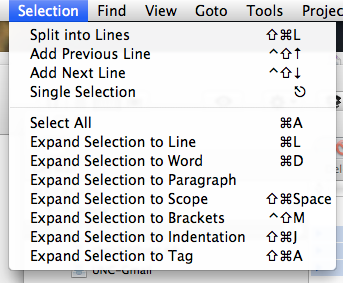 Selection Find View Goto Tools Projec
Split into Lines ⇧⌘L
Add Previous Line ^⇧↑
Add Next Line ^⇧↓
Single Selection ⎋
Select All ⌘A
Expand Selection to Line ⌘L
Expand Selection to Word ⌘D
Expand Selection to Paragraph
Expand Selection to Scope ⇧⌘Space
Expand Selection to Brackets ^⇧M
Expand Selection to Indentation ⇧⌘J
Expand Selection to Tag ⇧⌘A
UNC-Gmail